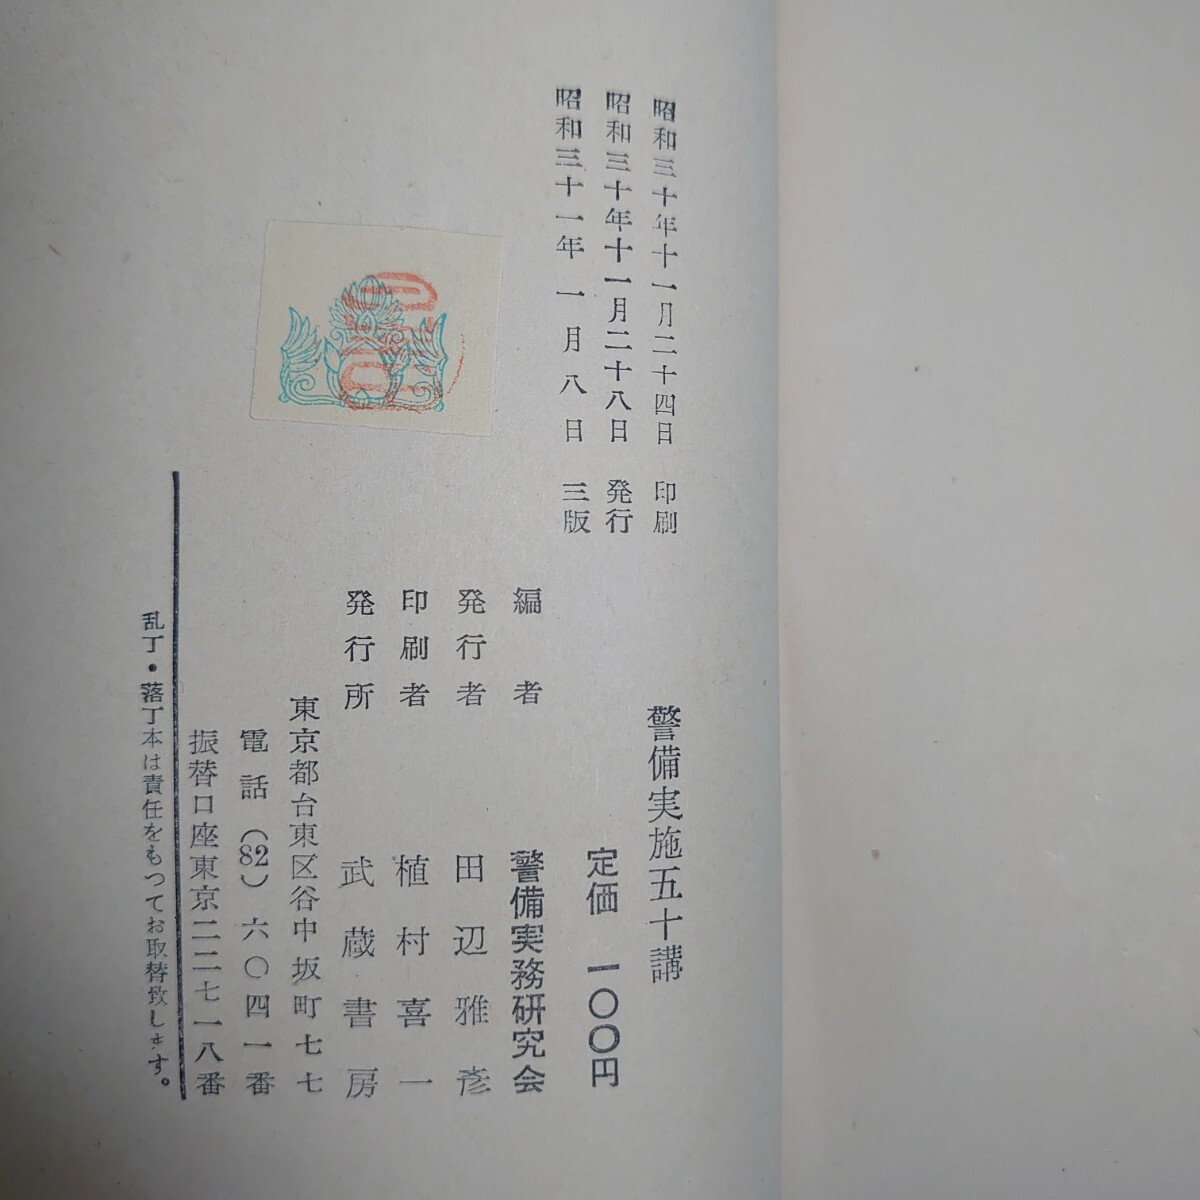 昭和三十年十一月二十四日 印刷
昭和三十年十一月二十八日 発行
昭和三十一年一月八日 三版
警備実施五十講
定価 一〇〇円
編者 警備実務研究会
発行者 田辺雅彦
印刷者 植村喜一
発行所 武蔵書房
東京都台東区谷中坂町七七
電話(82)六〇四一番
振替口座東京二二七一八番
乱丁・落丁本は責任をもつてお取替致します。